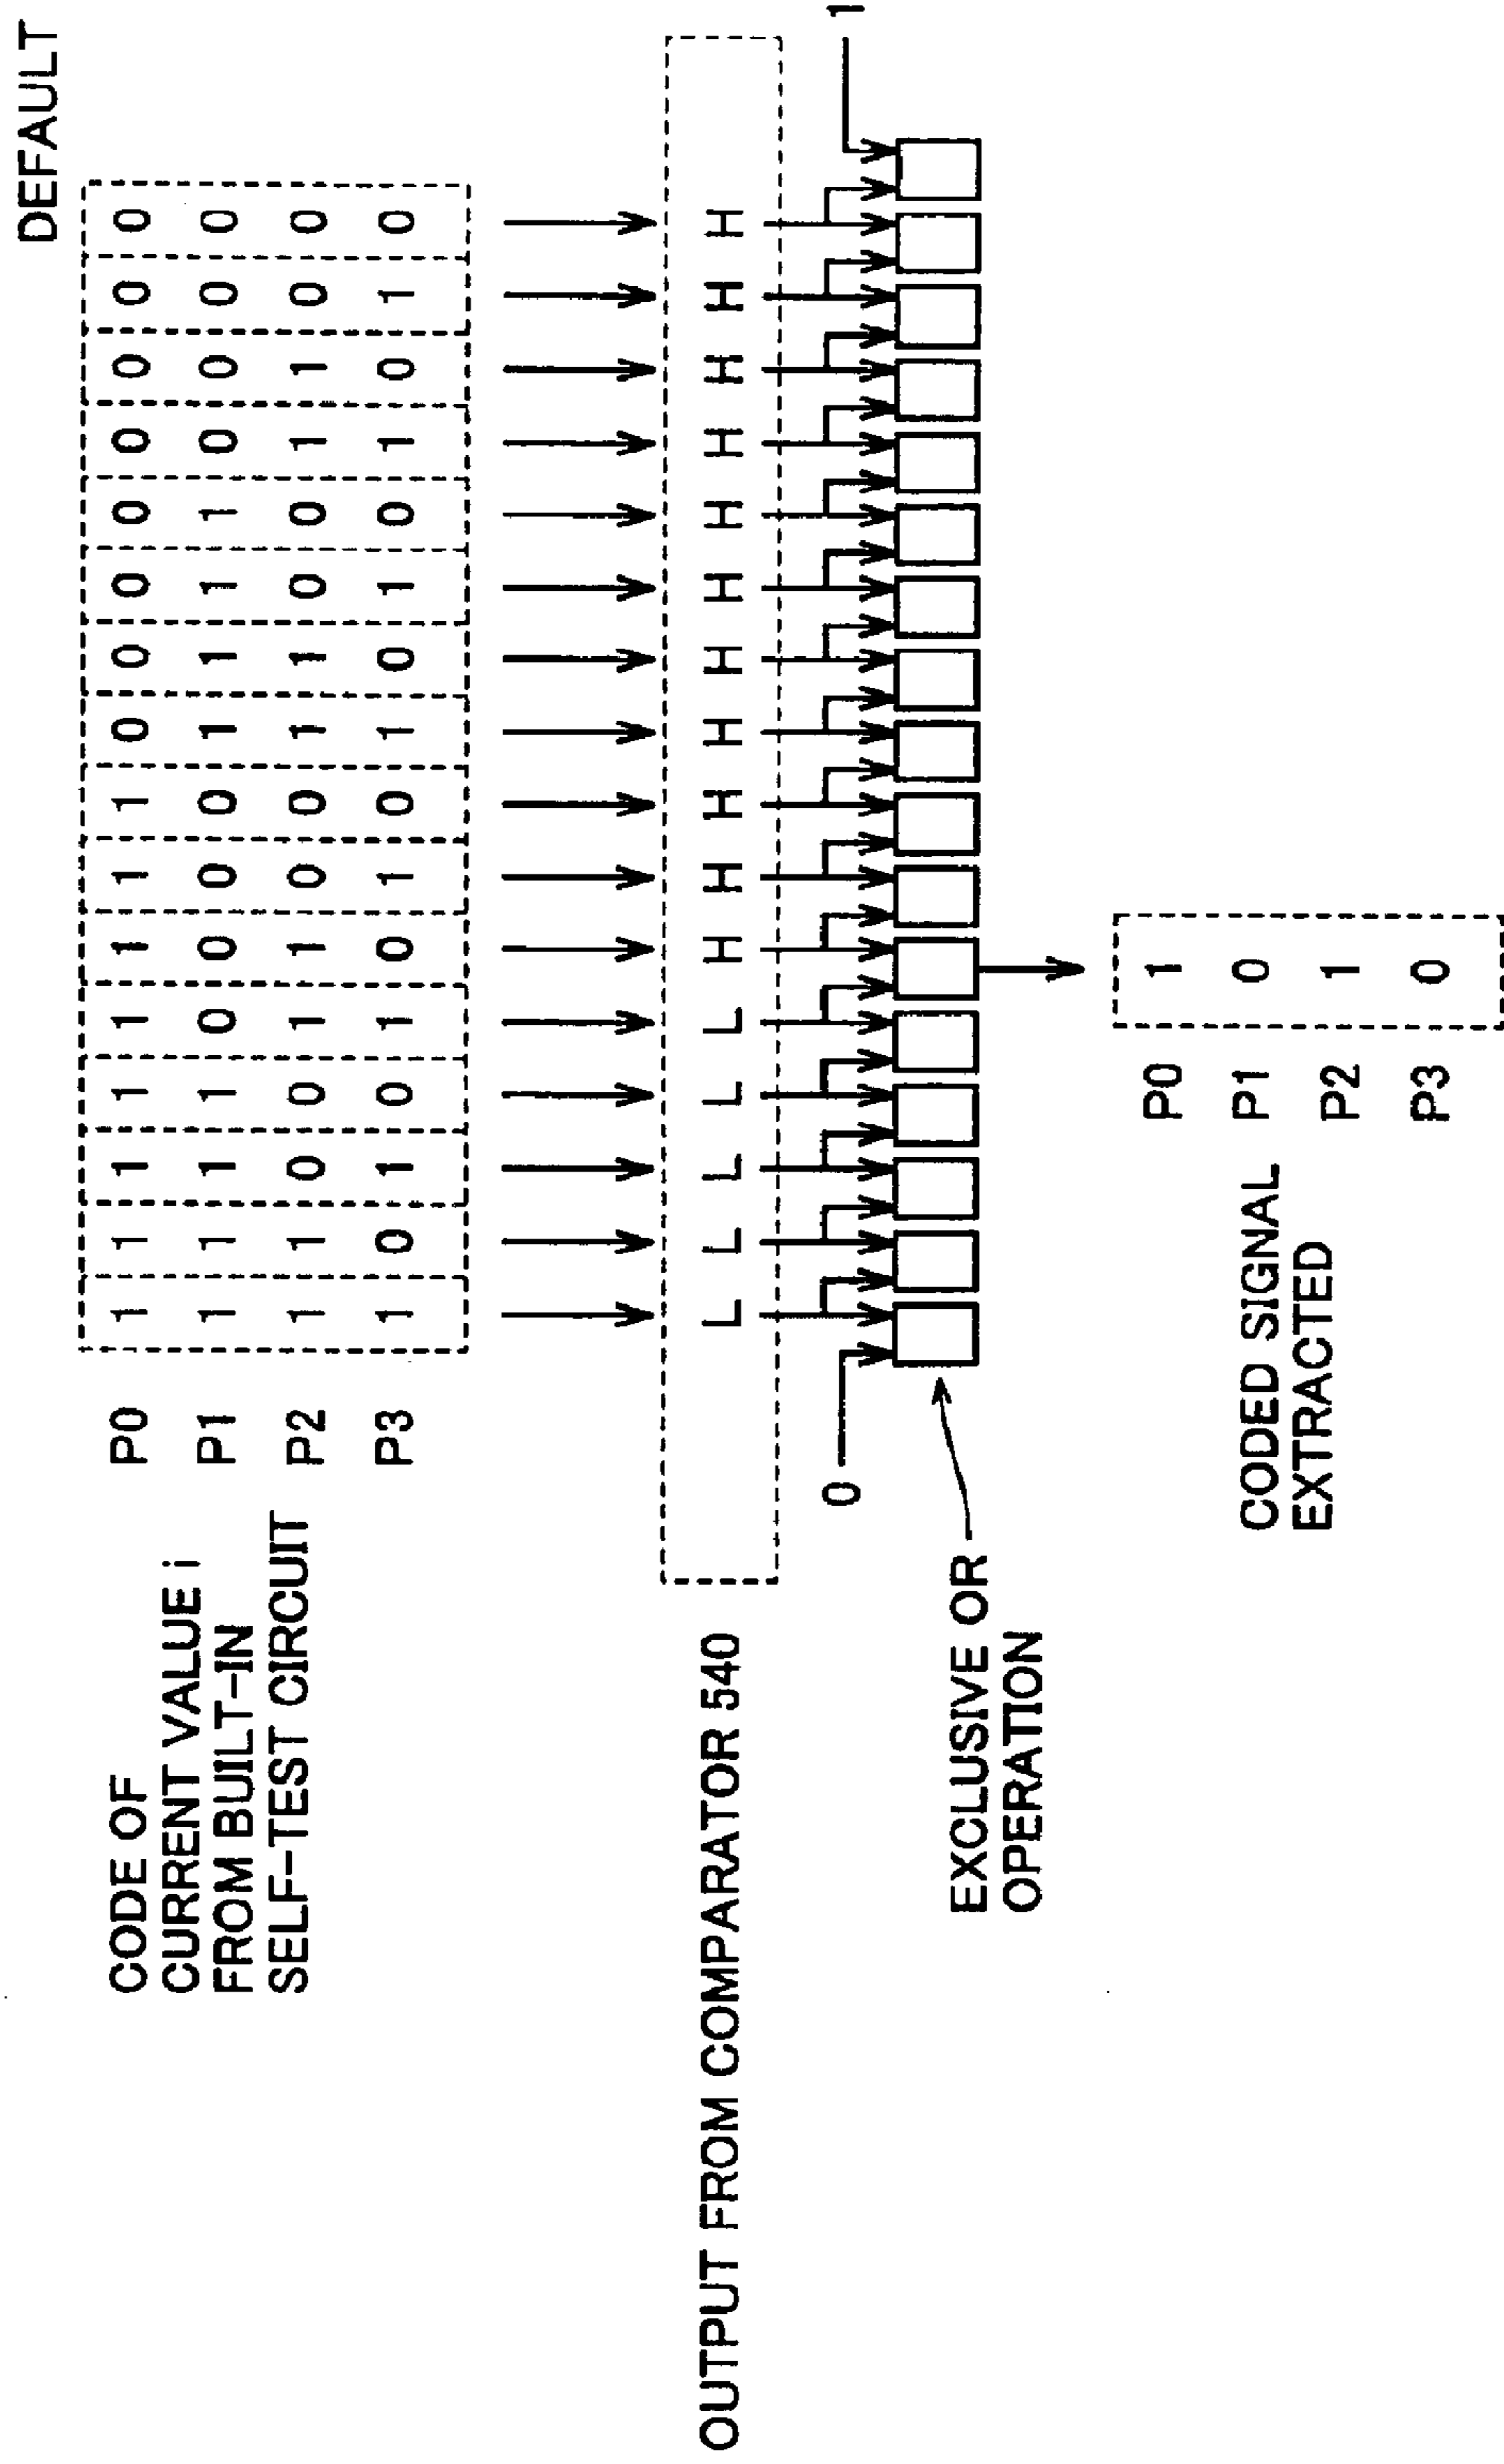 DEFAULT
CODE OF P0 1 1 1 1 1 1 1 1 0 0 0 0 0 0 0 0
CURRENT VALUE i P1 1 1 1 1 0 0 0 0 1 1 1 1 0 0 0 0
FROM BUILT-IN
SELF-TEST CIRCUIT P2 1 1 0 0 1 1 0 0 1 1 0 0 1 1 0 0
P3 1 0 1 0 1 0 1 0 1 0 1 0 1 0 1 0
OUTPUT FROM COMPARATOR 540 L L L L L H H H H H H H H H H H
0 1
EXCLUSIVE OR
OPERATION
P0 1
CODED SIGNAL P1 0
EXTRACTED P2 1
P3 0